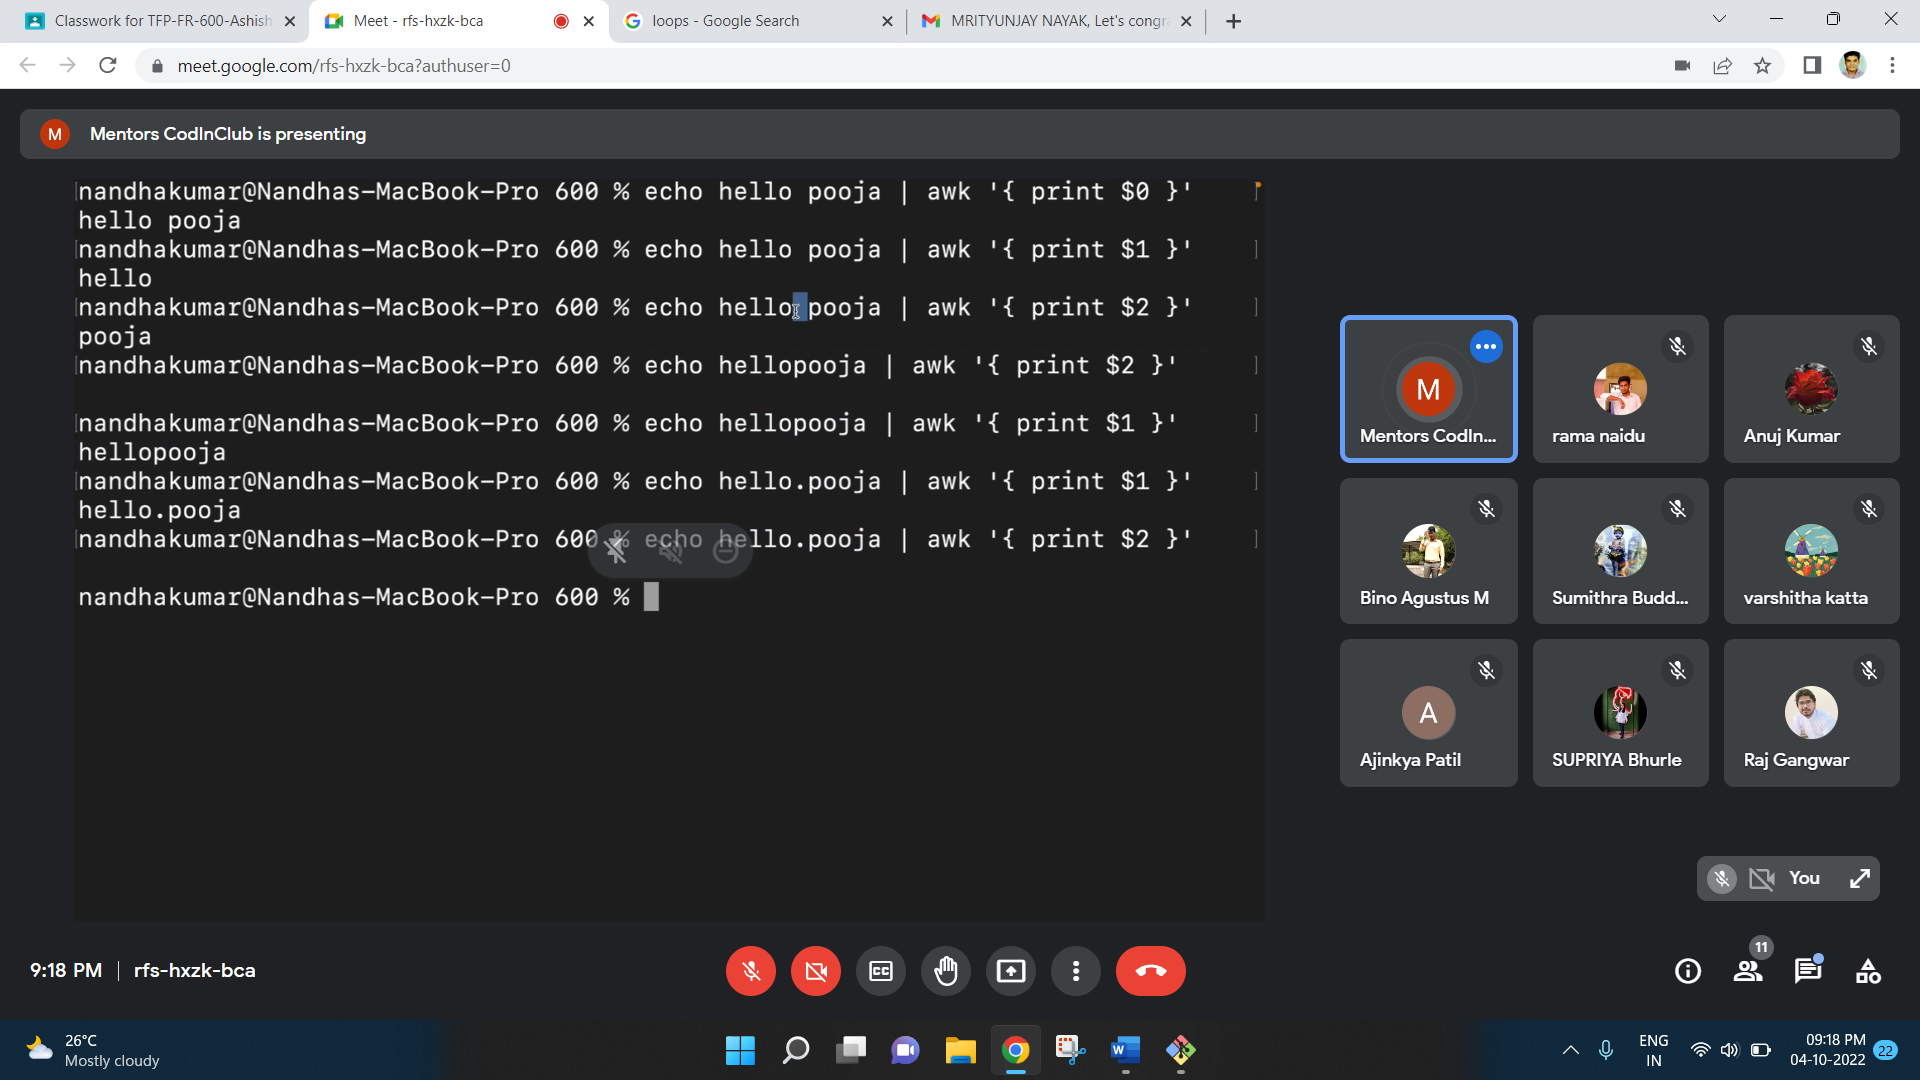 Classwork for TFP-FR-600-Ashish
Meet - rfs-hxzk-bca
loops - Google Search
MRITYUNJAY NAYAK, Let's congr
meet.google.com/rfs-hxzk-bca?authuser=0
M
Mentors CodInClub is presenting
nandhakumar@Nandhas-MacBook-Pro 600 % echo hello pooja | awk '{ print $0 }'
hello pooja
nandhakumar@Nandhas-MacBook-Pro 600 % echo hello pooja | awk '{ print $1 }'
hello
nandhakumar@Nandhas-MacBook-Pro 600 % echo hello pooja | awk '{ print $2 }'
pooja
nandhakumar@Nandhas-MacBook-Pro 600 % echo hellopooja | awk '{ print $2 }'
nandhakumar@Nandhas-MacBook-Pro 600 % echo hellopooja | awk '{ print $1 }'
hellopooja
nandhakumar@Nandhas-MacBook-Pro 600 % echo hello.pooja | awk '{ print $1 }'
hello.pooja
nandhakumar@Nandhas-MacBook-Pro 600 % echo hello.pooja | awk '{ print $2 }'
nandhakumar@Nandhas-MacBook-Pro 600 %
M
Mentors CodIn...
rama naidu
Anuj Kumar
Bino Agustus M
Sumithra Budd...
varshitha katta
A
Ajinkya Patil
SUPRIYA Bhurle
Raj Gangwar
You
9:18 PM | rfs-hxzk-bca
CC
11
26°C
Mostly cloudy
W
ENG
IN
09:18 PM
04-10-2022
22